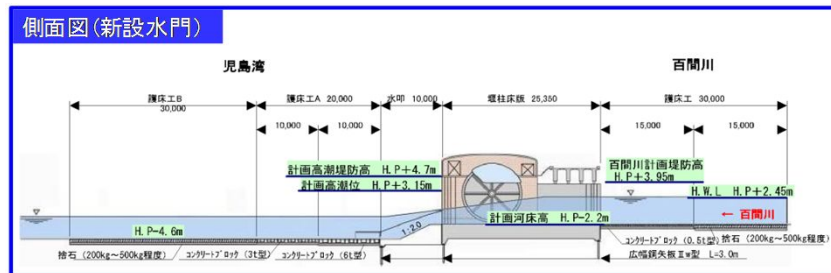 側面図(新設水門)
児島湾
百間川
護床工B
30,000
護床工A 20,000
水叩 10,000
堰柱床版 25,350
護床工 30,000
10,000
10,000
15,000
15,000
計画高潮堤防高 H.P+4.7m
計画高潮位 H.P+3.15m
百間川計画堤防高
H.P+3.95m
H.W.L H.P+2.45m
H.P-4.6m
1:2.0
計画河床高 H.P-2.2m
← 百間川
捨石 (200kg~500kg程度)
コンクリートブロック (3t型)
コンクリートブロック (6t型)
コンクリートブロック (0.5t型)
捨石 (200kg~500kg程度)
広幅鋼矢板Ⅱw型 L=3.0m